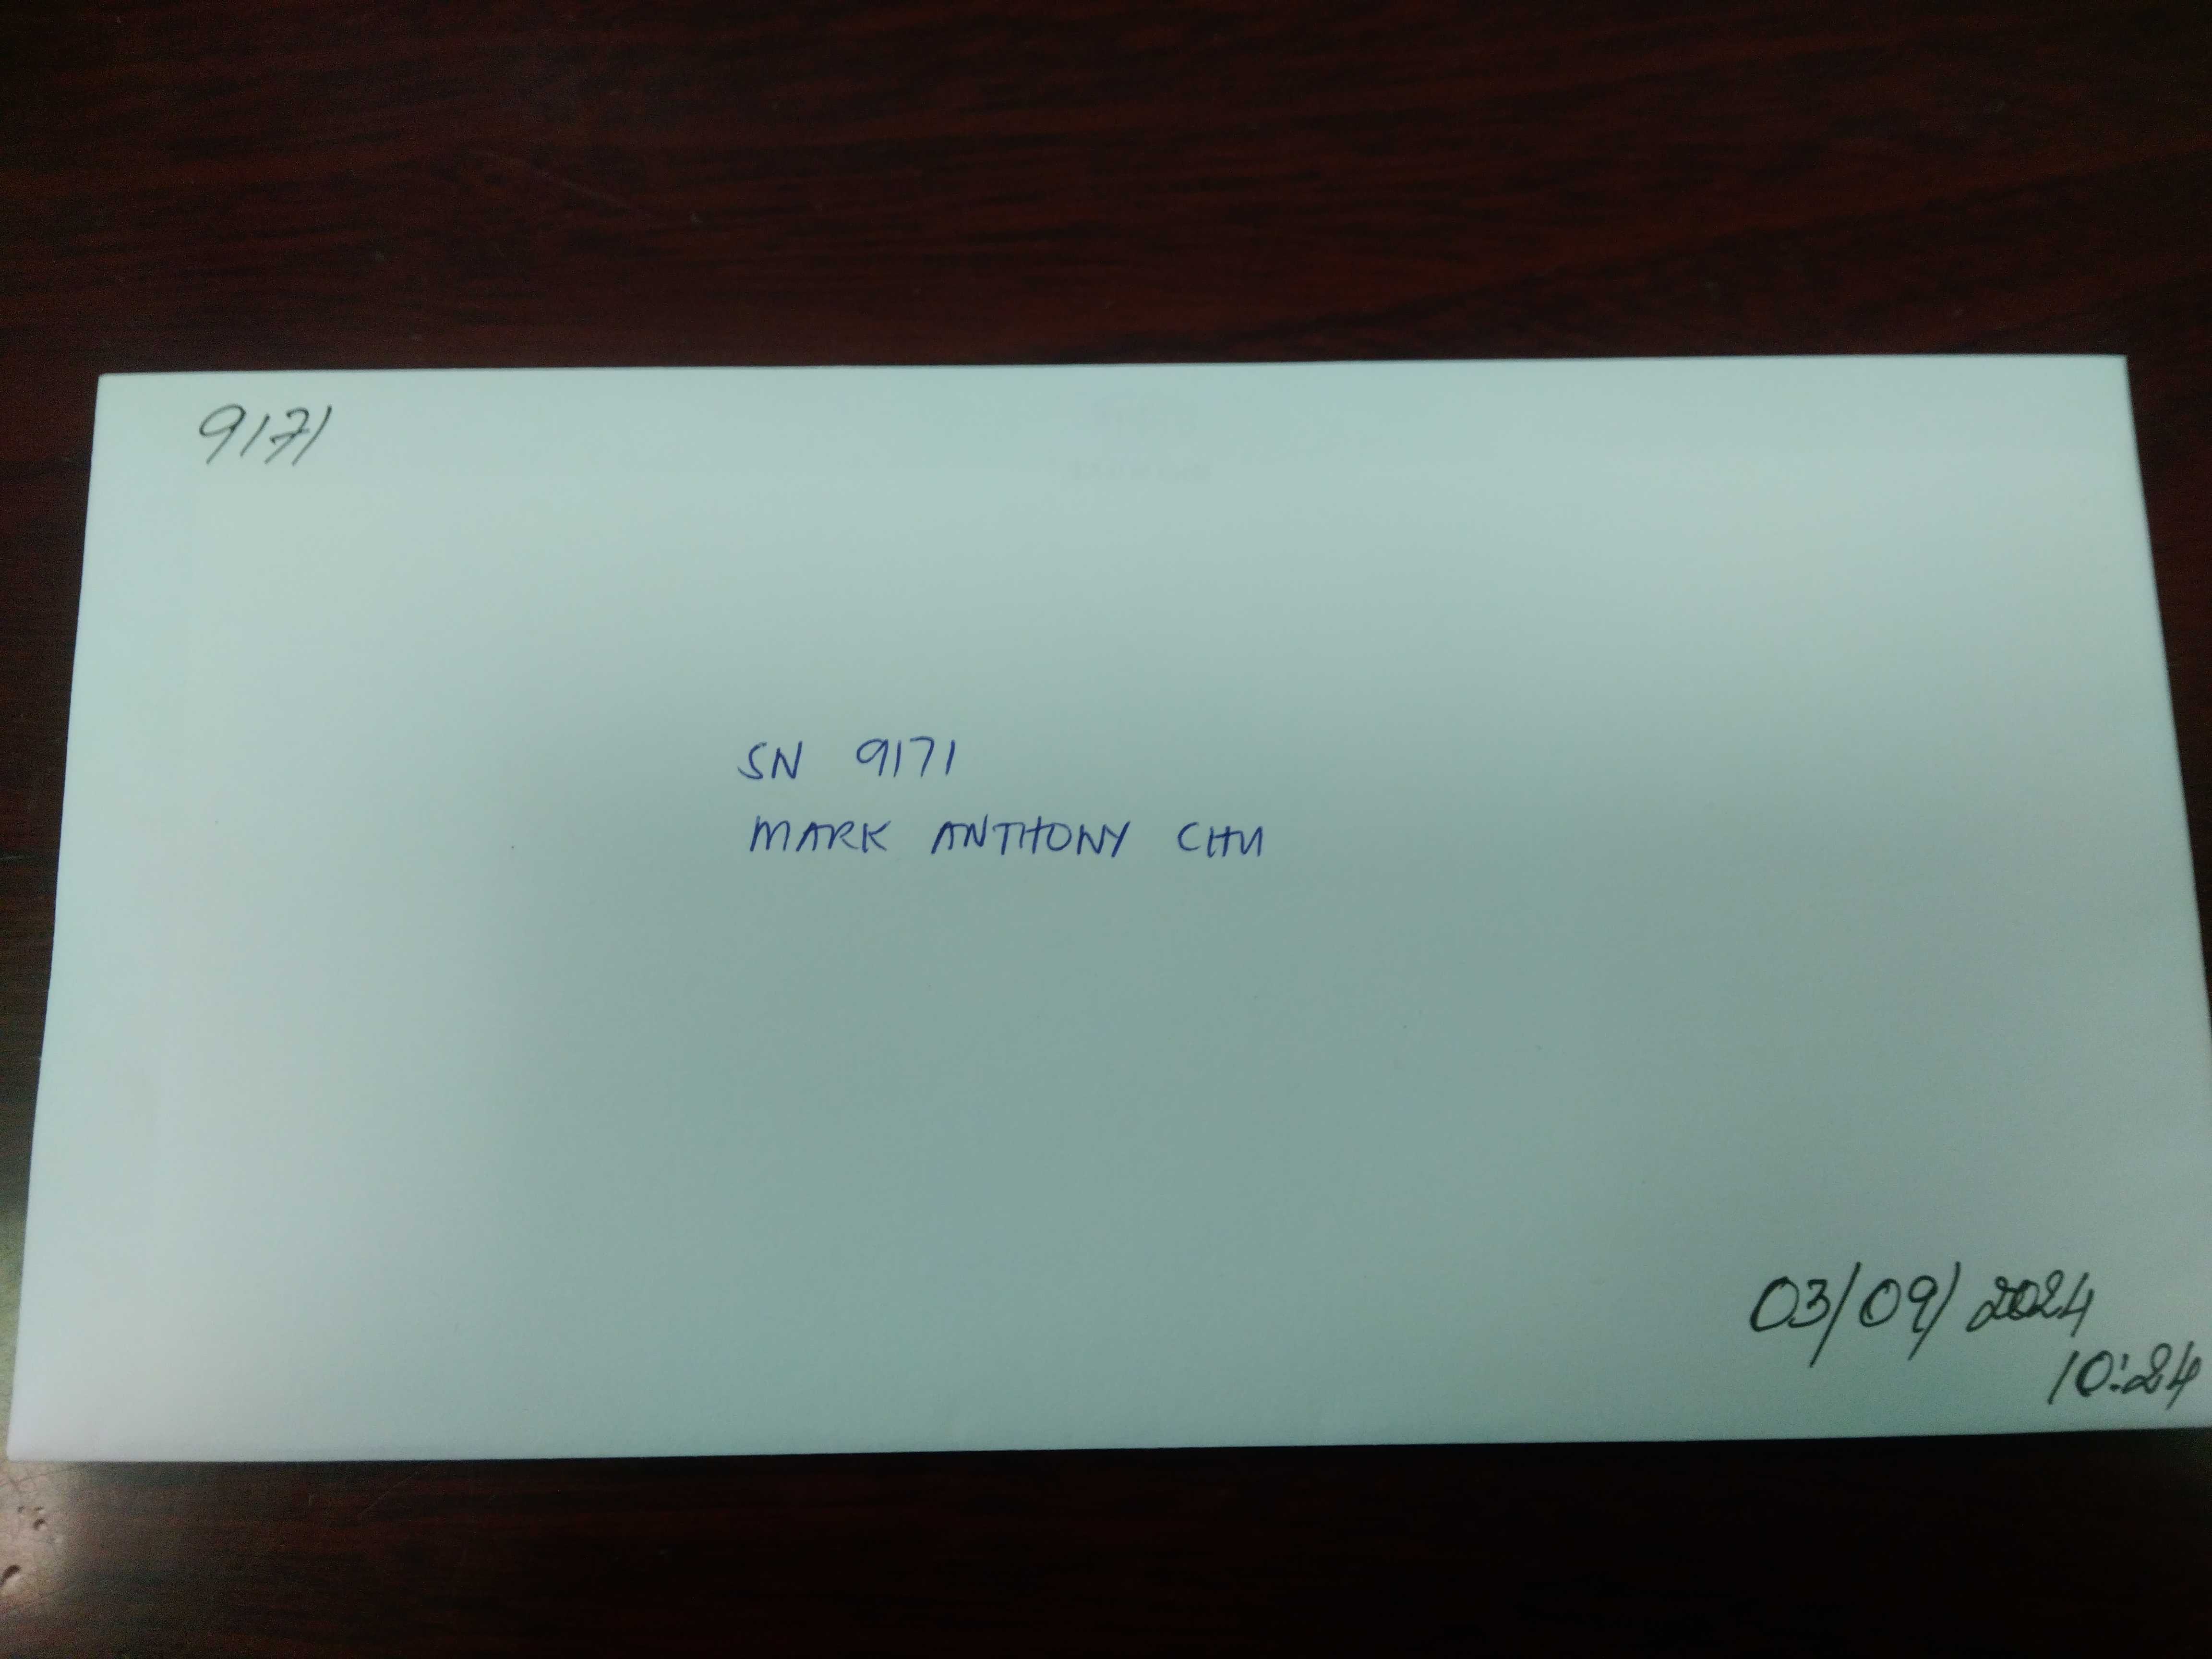 9171
SN 9171
MARK ANTHONY CHU
03/09/2024
10:24